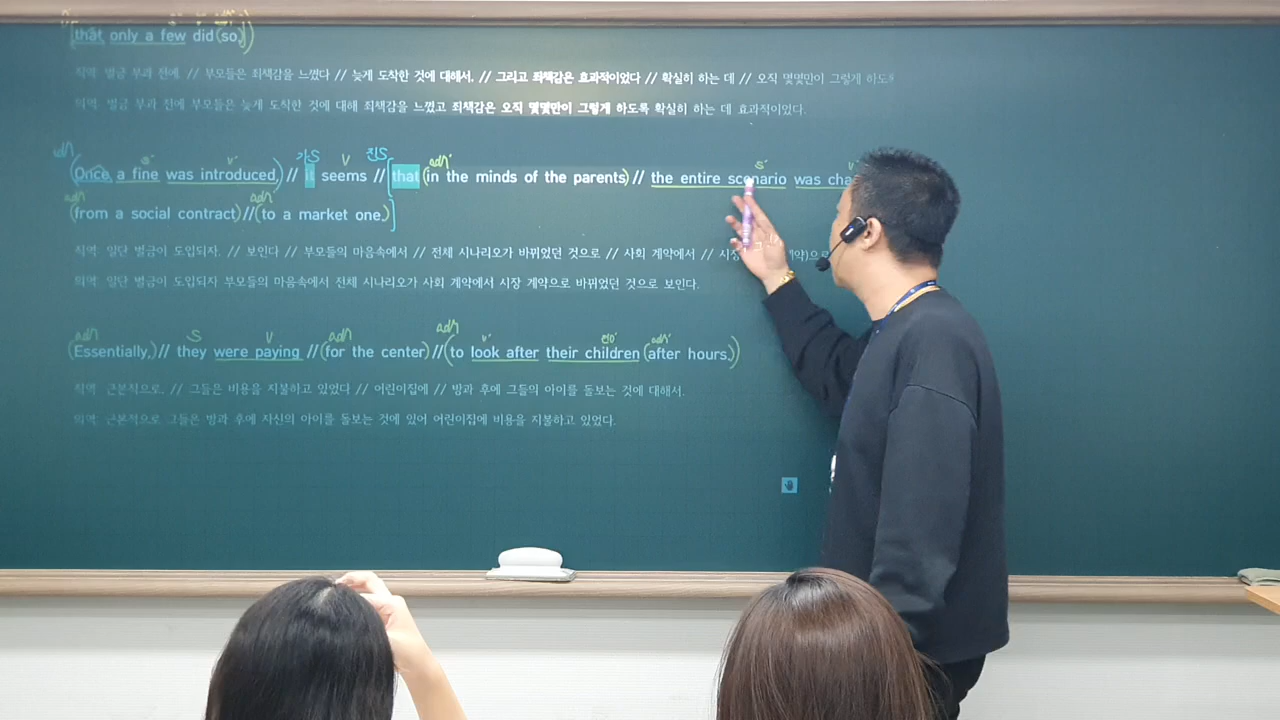 [that only a few did (so.])
직역: 벌금 부과 전에 // 부모들은 죄책감을 느꼈다 // 늦게 도착한 것에 대해서, // 그리고 죄책감은 효과적이었다 // 확실히 하는 데 // 오직 몇몇만이 그렇게 하도록
의역: 벌금 부과 전에 부모들은 늦게 도착한 것에 대해 죄책감을 느꼈고 죄책감은 오직 몇몇만이 그렇게 하도록 확실히 하는 데 효과적이었다.
adn s' v' 가S V 진S adn' s' v'
(Once a fine was introduced,) // it seems // [that (in the minds of the parents) // the entire scenario was cha
adn' adn'
(from a social contract) // (to a market one.)]
직역: 일단 벌금이 도입되자, // 보인다 // 부모들의 마음속에서 // 전체 시나리오가 바뀌었던 것으로 // 사회 계약에서 // 시장
의역: 일단 벌금이 도입되자 부모들의 마음속에서 전체 시나리오가 사회 계약에서 시장 계약으로 바뀌었던 것으로 보인다.
adn S V adn adn v' adn'
(Essentially,) // they were paying // (for the center) // (to look after their children (after hours.))
직역: 근본적으로, // 그들은 비용을 지불하고 있었다 // 어린이집에 // 방과 후에 그들의 아이를 돌보는 것에 대해서.
의역: 근본적으로 그들은 방과 후에 자신의 아이를 돌보는 것에 있어 어린이집에 비용을 지불하고 있었다.